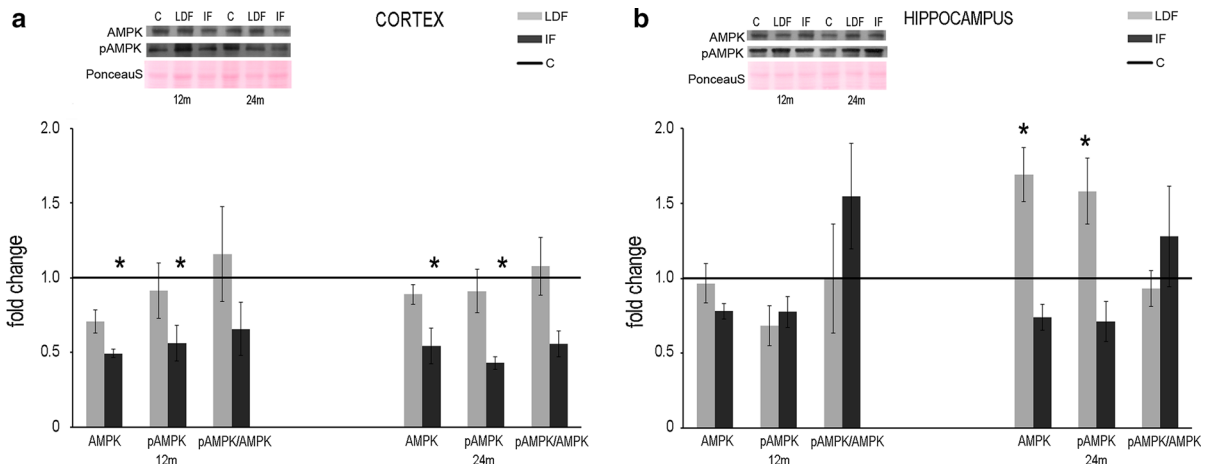 a
CORTEX
C LDF IF C LDF IF
AMPK
pAMPK
PonceauS
12m 24m
LDF
IF
C
fold change
2.0
1.5
1.0
0.5
0
* * * *
AMPK pAMPK pAMPK/AMPK AMPK pAMPK pAMPK/AMPK
12m 24m
b
HIPPOCAMPUS
C LDF IF C LDF IF
AMPK
pAMPK
PonceauS
12m 24m
LDF
IF
C
fold change
2.0
1.5
1.0
0.5
0
* *
AMPK pAMPK pAMPK/AMPK AMPK pAMPK pAMPK/AMPK
12m 24m